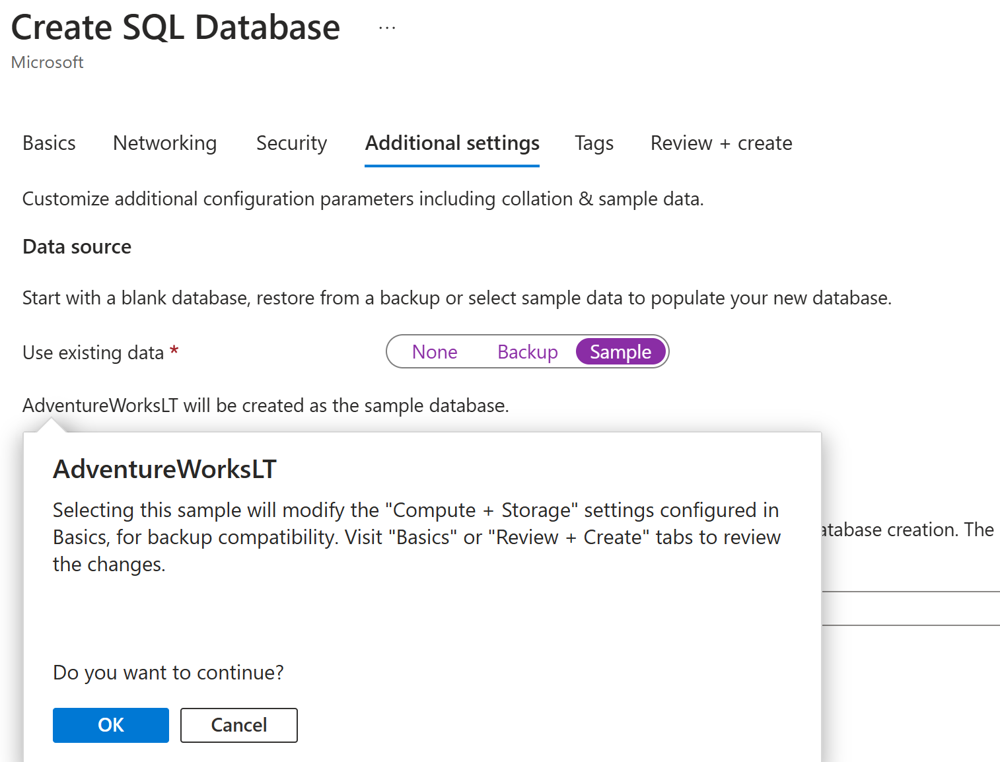 Create SQL Database ...
Microsoft
Basics Networking Security Additional settings Tags Review + create
Customize additional configuration parameters including collation & sample data.
Data source
Start with a blank database, restore from a backup or select sample data to populate your new database.
Use existing data * None Backup Sample
AdventureWorksLT will be created as the sample database.
AdventureWorksLT
Selecting this sample will modify the "Compute + Storage" settings configured in
Basics, for backup compatibility. Visit "Basics" or "Review + Create" tabs to review
the changes.
atabase creation. The
Do you want to continue?
OK Cancel